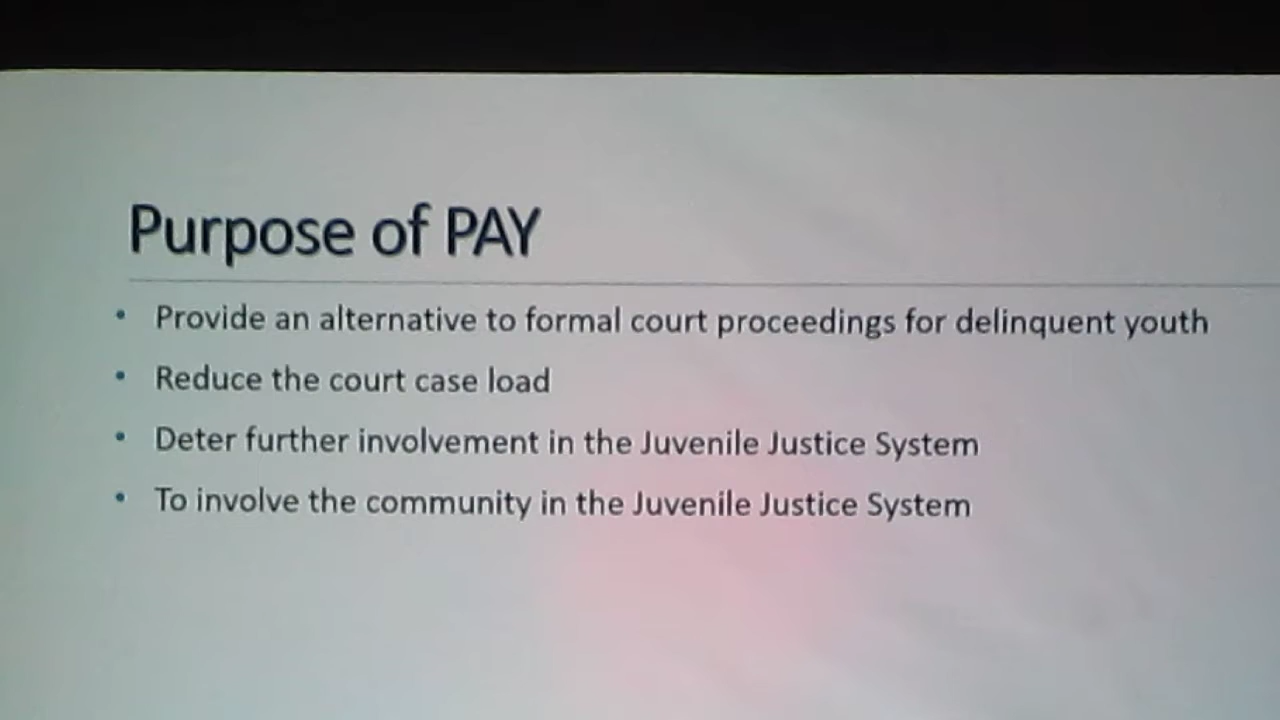 Purpose of PAY
• Provide an alternative to formal court proceedings for delinquent youth
• Reduce the court case load
• Deter further involvement in the Juvenile Justice System
• To involve the community in the Juvenile Justice System